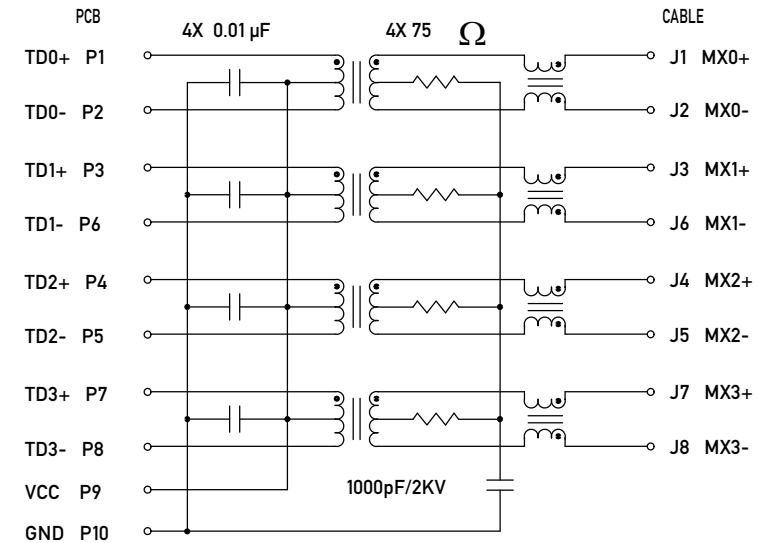 PCB CABLE
4X 0.01 µF 4X 75 Ω
TD0+ P1 J1 MX0+
TD0- P2 J2 MX0-
TD1+ P3 J3 MX1+
TD1- P6 J6 MX1-
TD2+ P4 J4 MX2+
TD2- P5 J5 MX2-
TD3+ P7 J7 MX3+
TD3- P8 J8 MX3-
VCC P9 1000pF/2KV
GND P10